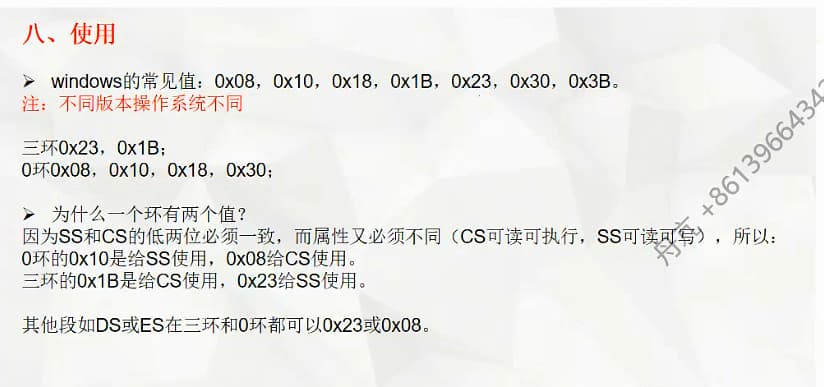 八、使用
➢ windows的常见值：0x08，0x10，0x18，0x1B，0x23，0x30，0x3B。
注：不同版本操作系统不同
三环0x23，0x1B；
0环0x08，0x10，0x18，0x30；
➢ 为什么一个环有两个值？
因为SS和CS的低两位必须一致，而属性又必须不同（CS可读可执行，SS可读可写），所以：
0环的0x10是给SS使用，0x08给CS使用。
三环的0x1B是给CS使用，0x23给SS使用。
其他段如DS或ES在三环和0环都可以0x23或0x08。